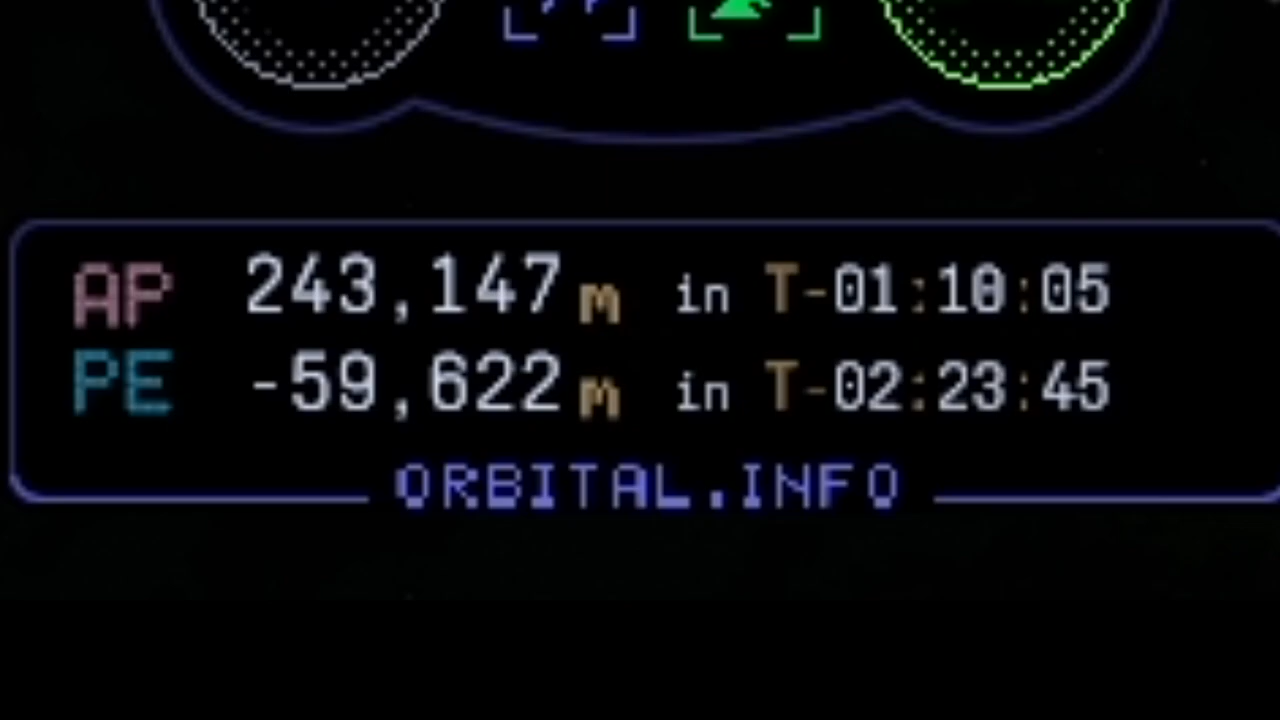 AP 243,147 m in T-01:10:05
PE -59,622 m in T-02:23:45
ORBITAL.INFO